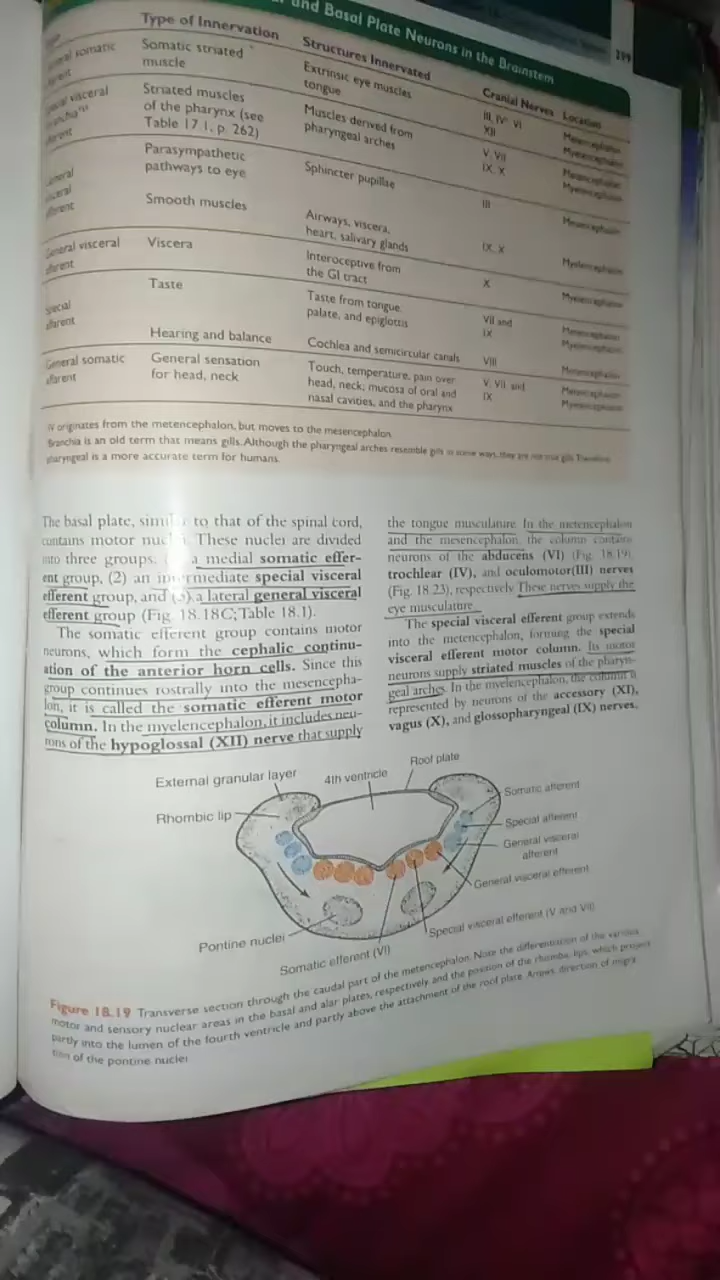 and Basal Plate Neurons in the Brainstem
Type of Innervation
Structures Innervated
Cranial Nerves
Location
somatic
Somatic striated
muscle
Extrinsic eye muscles
tongue
III, IV, VI
XII
visceral
Striated muscles
of the pharynx (see
Table 17.1, p. 262)
Muscles derived from
pharyngeal arches
V, VII
IX, X
Parasympathetic
pathways to eye
Sphincter pupillae
III
Smooth muscles
Airways, viscera,
heart, salivary glands
IX, X
General visceral
Viscera
Interoceptive from
the GI tract
X
Taste
Taste from tongue,
palate, and epiglottis
VII and
IX
Hearing and balance
Cochlea and semicircular canals
VIII
General somatic
General sensation
for head, neck
Touch, temperature, pain over
head, neck; mucosa of oral and
nasal cavities, and the pharynx
V, VII and
IX
IV originates from the metencephalon, but moves to the mesencephalon.
Branchia is an old term that means gills. Although the pharyngeal arches resemble gills in some ways, they are not true gills. Therefore
pharyngeal is a more accurate term for humans.
The basal plate, similar to that of the spinal cord,
contains motor nuclei. These nuclei are divided
into three groups: a medial somatic effer-
ent group, (2) an intermediate special visceral
efferent group, and (3) a lateral general visceral
efferent group (Fig. 18.18C; Table 18.1).
The somatic efferent group contains motor
neurons, which form the cephalic continu-
ation of the anterior horn cells. Since this
group continues rostrally into the mesencepha-
lon, it is called the somatic efferent motor
column. In the myelencephalon, it includes neu-
rons of the hypoglossal (XII) nerve that supply
the tongue musculature. In the metencephalon
and the mesencephalon, the column contains
neurons of the abducens (VI) (Fig. 18.19),
trochlear (IV), and oculomotor(III) nerves
(Fig. 18.23), respectively. These nerves supply the
eye musculature.
The special visceral efferent group extends
into the metencephalon, forming the special
visceral efferent motor column. Its motor
neurons supply striated muscles of the pharyn-
geal arches. In the myelencephalon, the column is
represented by neurons of the accessory (XI),
vagus (X), and glossopharyngeal (IX) nerves.
External granular layer
4th ventricle
Roof plate
Rhombic lip
Somatic afferent
Special afferent
General visceral
afferent
General visceral efferent
Special visceral efferent (V and VII)
Pontine nuclei
Somatic efferent (VI)
Figure 18.19 Transverse section through the caudal part of the metencephalon. Note the differentiation of the various
motor and sensory nuclear areas in the basal and alar plates, respectively, and the position of the rhombic lips, which project
partly into the lumen of the fourth ventricle and partly above the attachment of the roof plate. Arrows, direction of migra-
tion of the pontine nuclei.